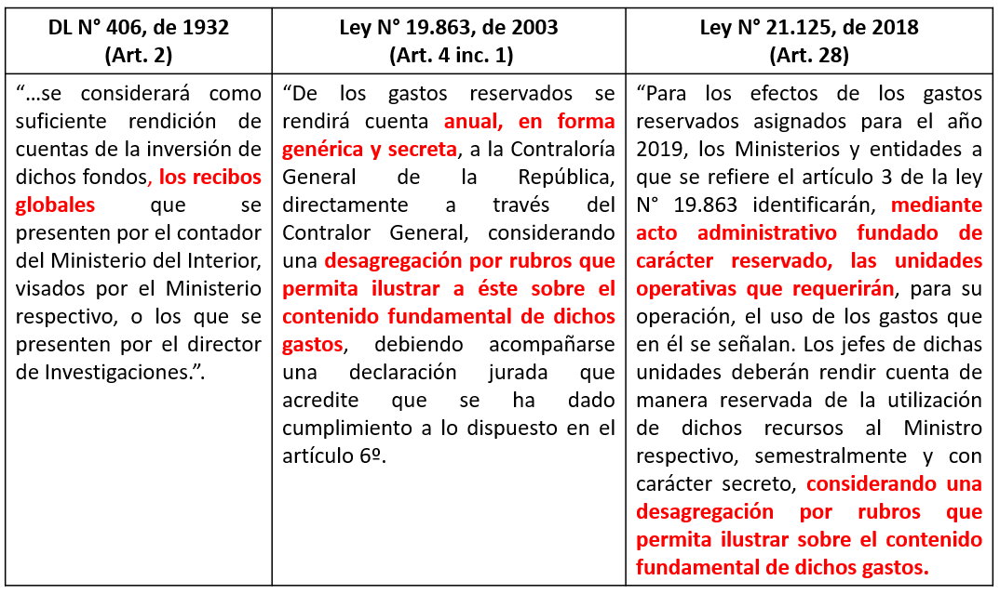 DL N° 406, de 1932
(Art. 2)
Ley N° 19.863, de 2003
(Art. 4 inc. 1)
Ley N° 21.125, de 2018
(Art. 28)
“…se considerará como
suficiente rendición de
cuentas de la inversión de
dichos fondos, los recibos
globales que se
presenten por el contador
del Ministerio del Interior,
visados por el Ministerio
respectivo, o los que se
presenten por el director
de Investigaciones.”.
“De los gastos reservados se
rendirá cuenta anual, en forma
genérica y secreta, a la Contraloría
General de la República,
directamente a través del
Contralor General, considerando
una desagregación por rubros que
permita ilustrar a éste sobre el
contenido fundamental de dichos
gastos, debiendo acompañarse
una declaración jurada que
acredite que se ha dado
cumplimiento a lo dispuesto en el
artículo 6º.
“Para los efectos de los gastos
reservados asignados para el año
2019, los Ministerios y entidades a
que se refiere el artículo 3 de la ley
N° 19.863 identificarán, mediante
acto administrativo fundado de
carácter reservado, las unidades
operativas que requerirán, para su
operación, el uso de los gastos que
en él se señalan. Los jefes de dichas
unidades deberán rendir cuenta de
manera reservada de la utilización
de dichos recursos al Ministro
respectivo, semestralmente y con
carácter secreto, considerando una
desagregación por rubros que
permita ilustrar sobre el contenido
fundamental de dichos gastos.